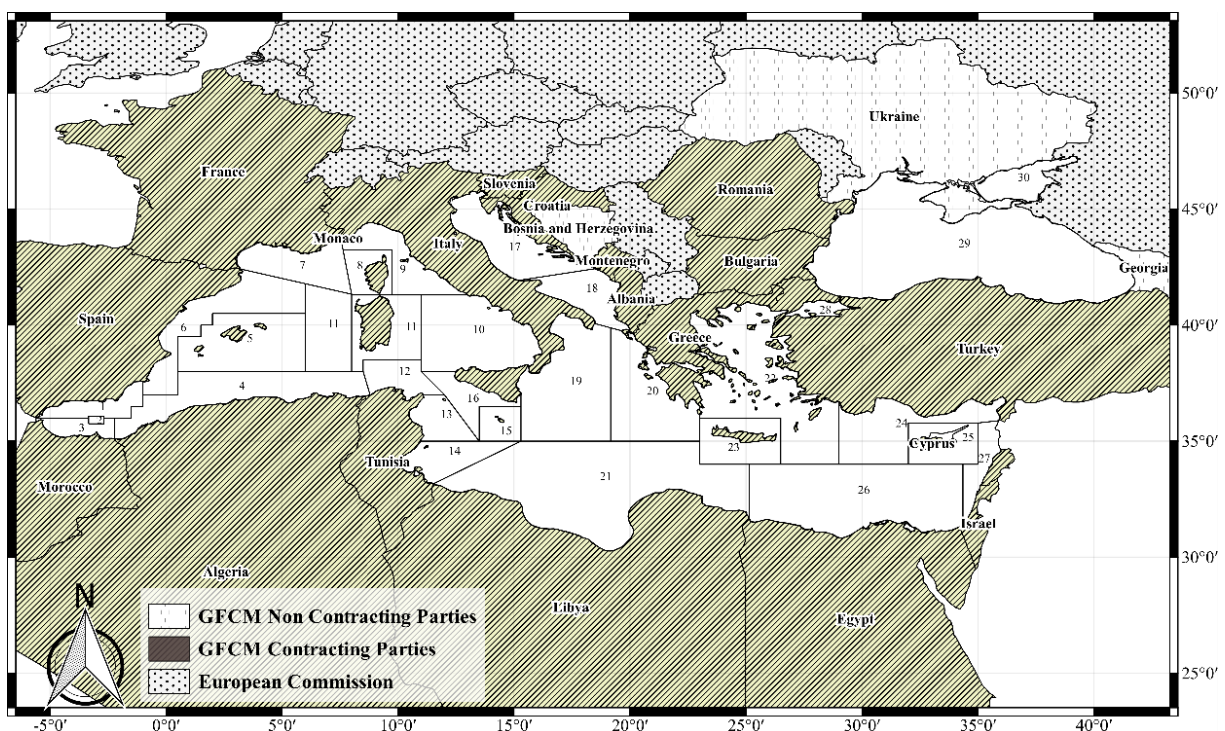 50°0′
Ukraine
France
30
Slovenia
Romania
Croatia
45°0′
Bosnia and Herzegovina
Monaco
17
Italy
29
7
8
9
Montenegro
Bulgaria
Georgia
18
Albania
Spain
6
5
11
11
10
28
40°0′
Greece
Turkey
4
12
19
20
22
16
13
15
3
2
24
25
Cyprus
35°0′
23
14
27
Tunisia
21
26
Morocco
Israel
30°0′
Algeria
Libya
Egypt
N
GFCM Non Contracting Parties
GFCM Contracting Parties
European Commission
25°0′
-5°0′ 0°0′ 5°0′ 10°0′ 15°0′ 20°0′ 25°0′ 30°0′ 35°0′ 40°0′